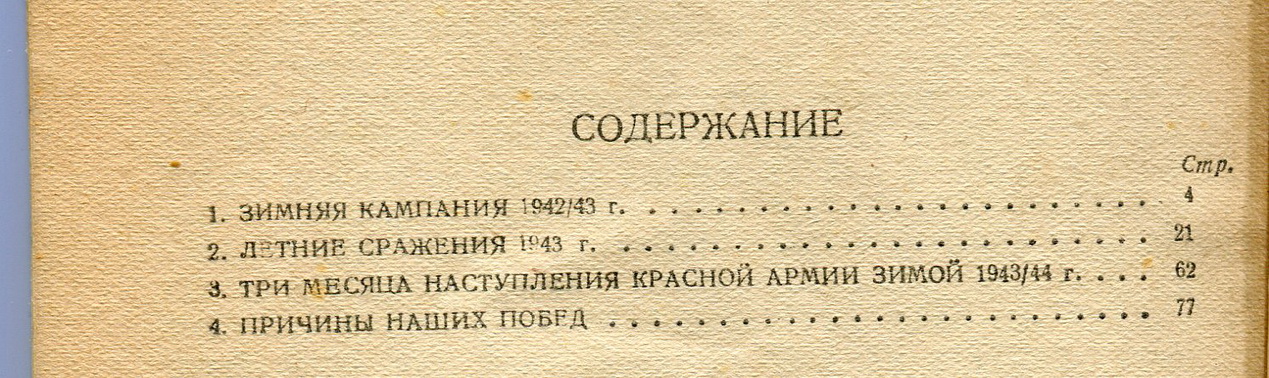 СОДЕРЖАНИЕ
Стр.
1. ЗИМНЯЯ КАМПАНИЯ 1942/43 г. . . . . . . . . . . . . . . . . . . . . 4
2. ЛЕТНИЕ СРАЖЕНИЯ 1943 г. . . . . . . . . . . . . . . . . . . . . . 21
3. ТРИ МЕСЯЦА НАСТУПЛЕНИЯ КРАСНОЙ АРМИИ ЗИМОЙ 1943/44 г. . . . 62
4. ПРИЧИНЫ НАШИХ ПОБЕД . . . . . . . . . . . . . . . . . . . . . 77